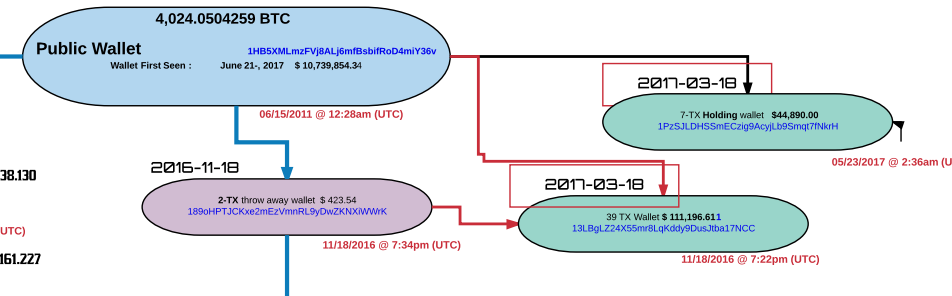 4,024.0504259 BTC
Public Wallet
1HB5XMLmzFVj8ALj6mfBsbifRoD4miY36v
Wallet First Seen : June 21-, 2017 $ 10,739,854.34
06/15/2011 @ 12:28am (UTC)
2017-03-18
7-TX Holding wallet $44,890.00
1PzSJLDHSSmECzig9AcyjLb9Smqt7fNkrH
05/23/2017 @ 2:36am (U
2016-11-18
2-TX throw away wallet $ 423.54
189oHPTJCKxe2mEzVmnRL9yDwZKNXiWWrK
11/18/2016 @ 7:34pm (UTC)
2017-03-18
39 TX Wallet $ 111,196.611
13LBgLZ24X55mr8LqKddy9DusJtba17NCC
11/18/2016 @ 7:22pm (UTC)
38.130
UTC)
161.227